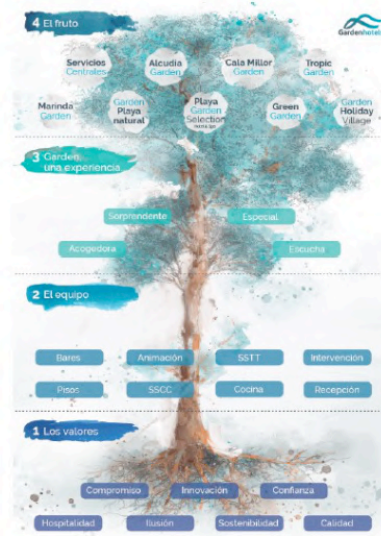 4 El fruto
Gardenhotels
Servicios
Centrales
Alcudia
Garden
Cala Millor
Garden
Tropic
Garden
Marinda
Garden
Garden
Playa
natural
Playa
Garden
Selection
Green
Garden
Garden
Holiday
Village
3 Garden,
una experiencia
Sorprendente
Especial
Acogedora
Escucha
2 El equipo
Bares
Animación
SSTT
Intervención
Pisos
SSCC
Cocina
Recepción
1 Los valores
Compromiso
Innovación
Confianza
Hospitalidad
Ilusión
Sostenibilidad
Calidad